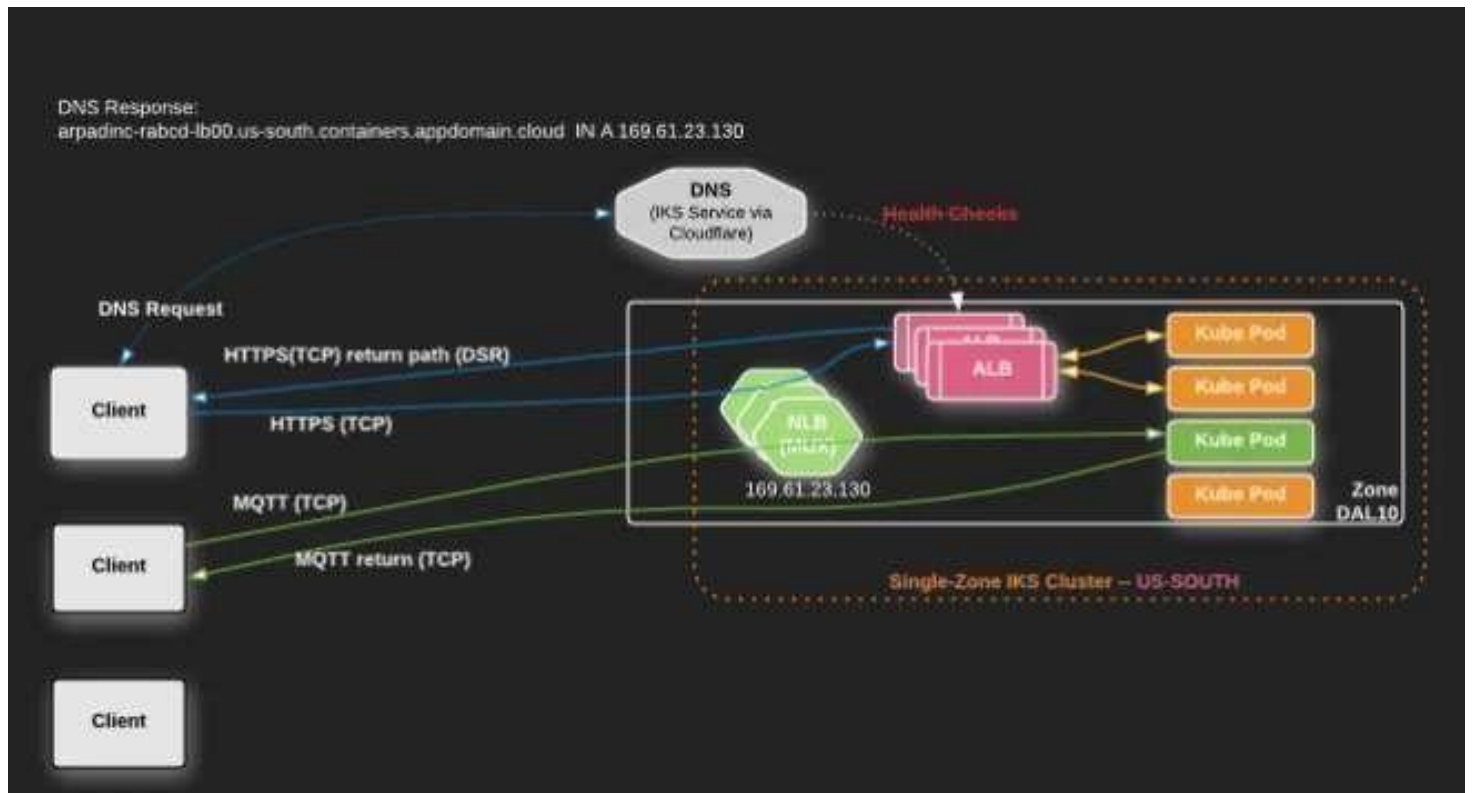 DNS Response:
arpadinc-rabcd-lb00.us-south.containers.appdomain.cloud IN A 169.61.23.130
DNS
(IKS Service via
Cloudflare)
Health Checks
DNS Request
HTTPS(TCP) return path (DSR)
Client
HTTPS (TCP)
ALB
ALB
Kube Pod
Kube Pod
Kube Pod
Kube Pod
NLB
(MUX)
169.61.23.130
Zone
DAL10
MQTT (TCP)
Client
MQTT return (TCP)
Single-Zone IKS Cluster -- US-SOUTH
Client